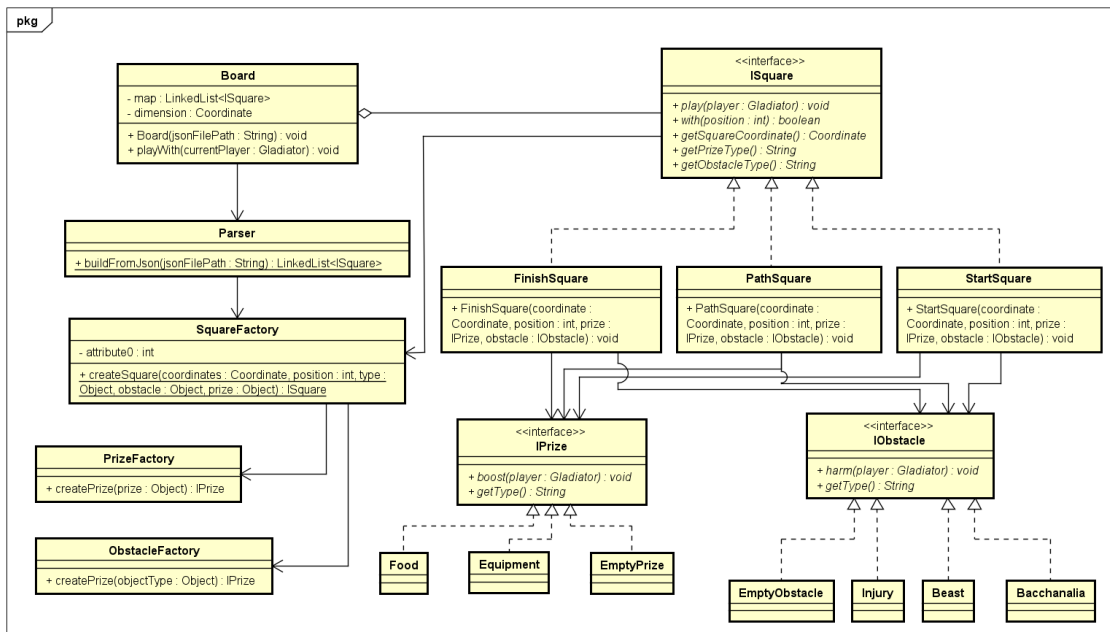 pkg
Board
- map : LinkedList<ISquare>
- dimension : Coordinate
+ Board(jsonFilePath : String) : void
+ playWith(currentPlayer : Gladiator) : void
<<interface>>
ISquare
+ play(player : Gladiator) : void
+ with(position : int) : boolean
+ getSquareCoordinate() : Coordinate
+ getPrizeType() : String
+ getObstacleType() : String
Parser
+ buildFromJson(jsonFilePath : String) : LinkedList<ISquare>
FinishSquare
+ FinishSquare(coordinate :
Coordinate, position : int, prize :
IPrize, obstacle : IObstacle) : void
PathSquare
+ PathSquare(coordinate :
Coordinate, position : int, prize :
IPrize, obstacle : IObstacle) : void
StartSquare
+ StartSquare(coordinate :
Coordinate, position : int, prize :
IPrize, obstacle : IObstacle) : void
SquareFactory
- attribute0 : int
+ createSquare(coordinates : Coordinate, position : int, type :
Object, obstacle : Object, prize : Object) : ISquare
PrizeFactory
+ createPrize(prize : Object) : IPrize
ObstacleFactory
+ createPrize(objectType : Object) : IPrize
<<interface>>
IPrize
+ boost(player : Gladiator) : void
+ getType() : String
<<interface>>
IObstacle
+ harm(player : Gladiator) : void
+ getType() : String
Food
Equipment
EmptyPrize
EmptyObstacle
Injury
Beast
Bacchanalia